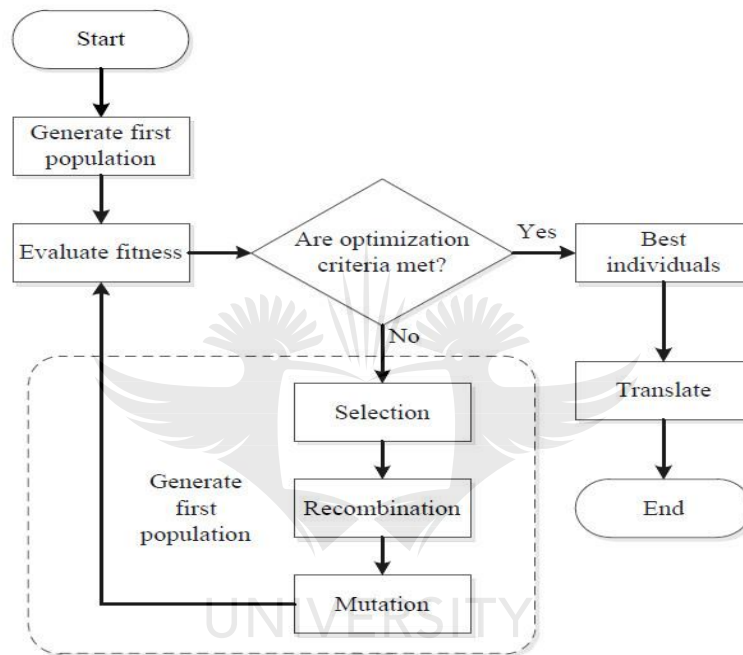 Start
Generate first
population
Evaluate fitness
Are optimization
criteria met?
Yes
Best
individuals
No
Translate
End
Selection
Generate
first
population
Recombination
Mutation
UNIVERSITY